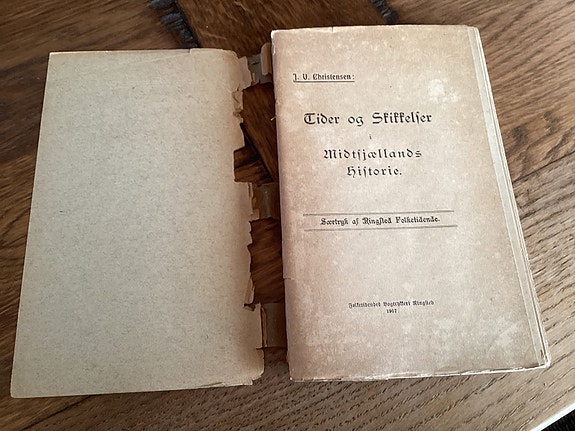 J. V. Christensen:
Tider og Skikkelser
i
Midtsjællands
Historie.
Særtryk af Ringsted Folketidende.
Folketidendes Bogtrykkeri Ringsted
1917